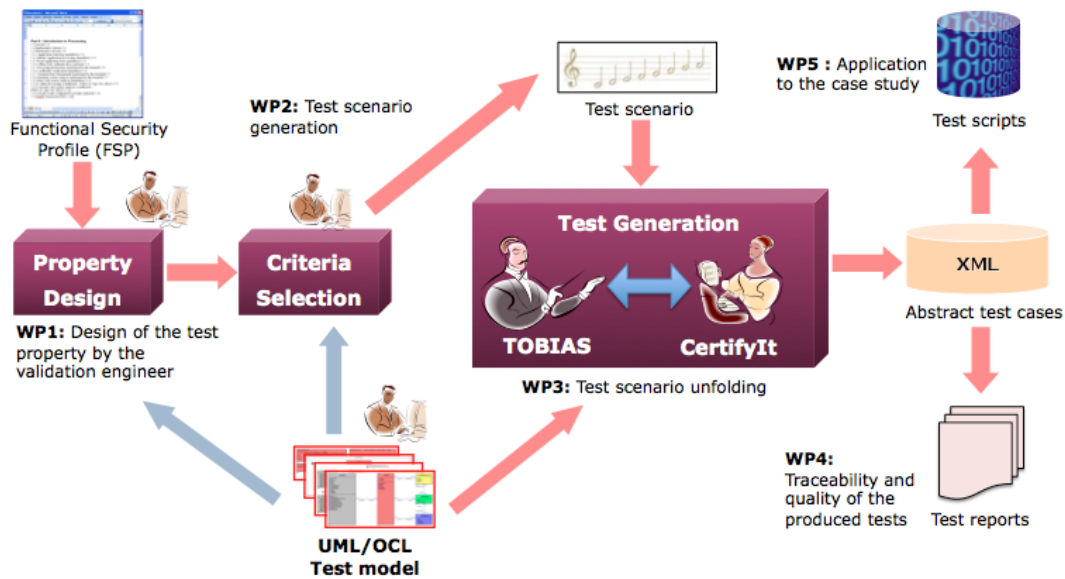 Functional Security
Profile (FSP)
WP2: Test scenario
generation
Test scenario
WP5 : Application
to the case study
Test scripts
Property
Design
Criteria
Selection
Test Generation
TOBIAS
CertifyIt
XML
Abstract test cases
WP1: Design of the test
property by the
validation engineer
WP3: Test scenario unfolding
UML/OCL
Test model
WP4:
Traceability and
quality of the
produced tests
Test reports